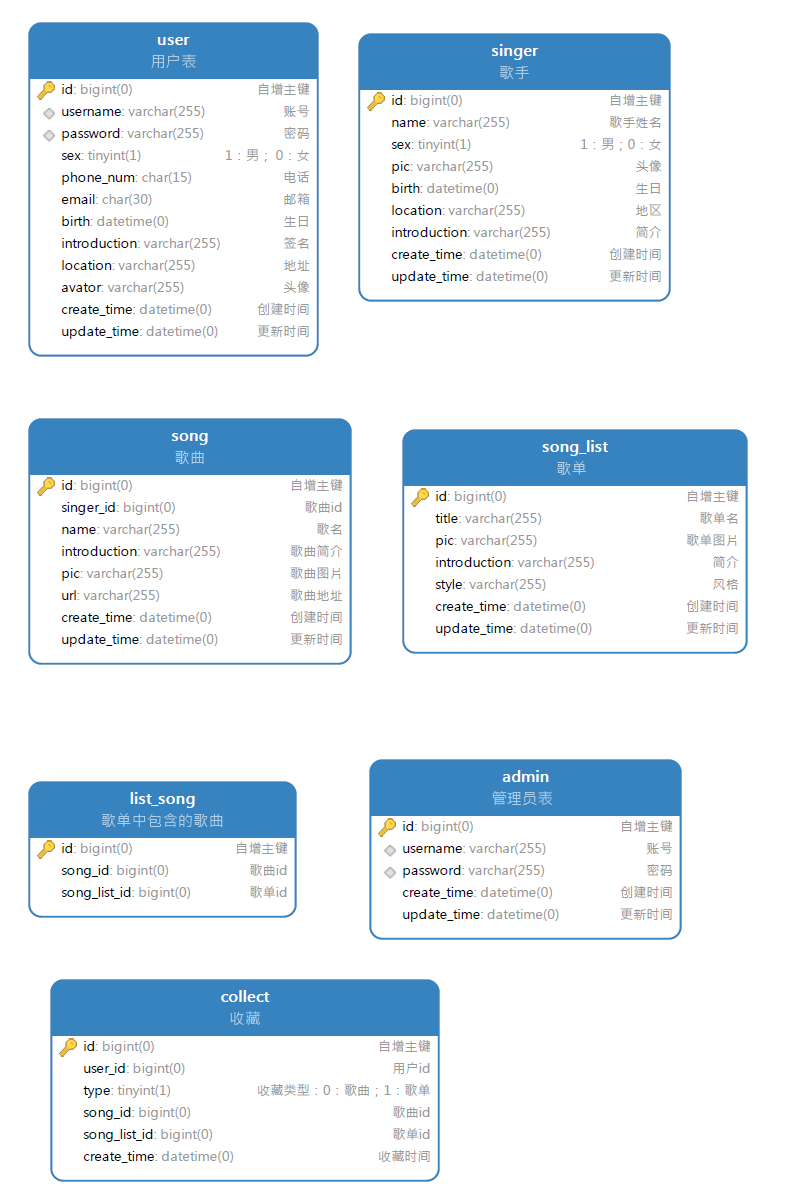 user
用户表
id: bigint(0) 自增主键
username: varchar(255) 账号
password: varchar(255) 密码
sex: tinyint(1) 1：男； 0：女
phone_num: char(15) 电话
email: char(30) 邮箱
birth: datetime(0) 生日
introduction: varchar(255) 签名
location: varchar(255) 地址
avator: varchar(255) 头像
create_time: datetime(0) 创建时间
update_time: datetime(0) 更新时间
singer
歌手
id: bigint(0) 自增主键
name: varchar(255) 歌手姓名
sex: tinyint(1) 1：男；0：女
pic: varchar(255) 头像
birth: datetime(0) 生日
location: varchar(255) 地区
introduction: varchar(255) 简介
create_time: datetime(0) 创建时间
update_time: datetime(0) 更新时间
song
歌曲
id: bigint(0) 自增主键
singer_id: bigint(0) 歌曲id
name: varchar(255) 歌名
introduction: varchar(255) 歌曲简介
pic: varchar(255) 歌曲图片
url: varchar(255) 歌曲地址
create_time: datetime(0) 创建时间
update_time: datetime(0) 更新时间
song_list
歌单
id: bigint(0) 自增主键
title: varchar(255) 歌单名
pic: varchar(255) 歌单图片
introduction: varchar(255) 简介
style: varchar(255) 风格
create_time: datetime(0) 创建时间
update_time: datetime(0) 更新时间
list_song
歌单中包含的歌曲
id: bigint(0) 自增主键
song_id: bigint(0) 歌曲id
song_list_id: bigint(0) 歌单id
admin
管理员表
id: bigint(0) 自增主键
username: varchar(255) 账号
password: varchar(255) 密码
create_time: datetime(0) 创建时间
update_time: datetime(0) 更新时间
collect
收藏
id: bigint(0) 自增主键
user_id: bigint(0) 用户id
type: tinyint(1) 收藏类型：0：歌曲；1：歌单
song_id: bigint(0) 歌曲id
song_list_id: bigint(0) 歌单id
create_time: datetime(0) 收藏时间